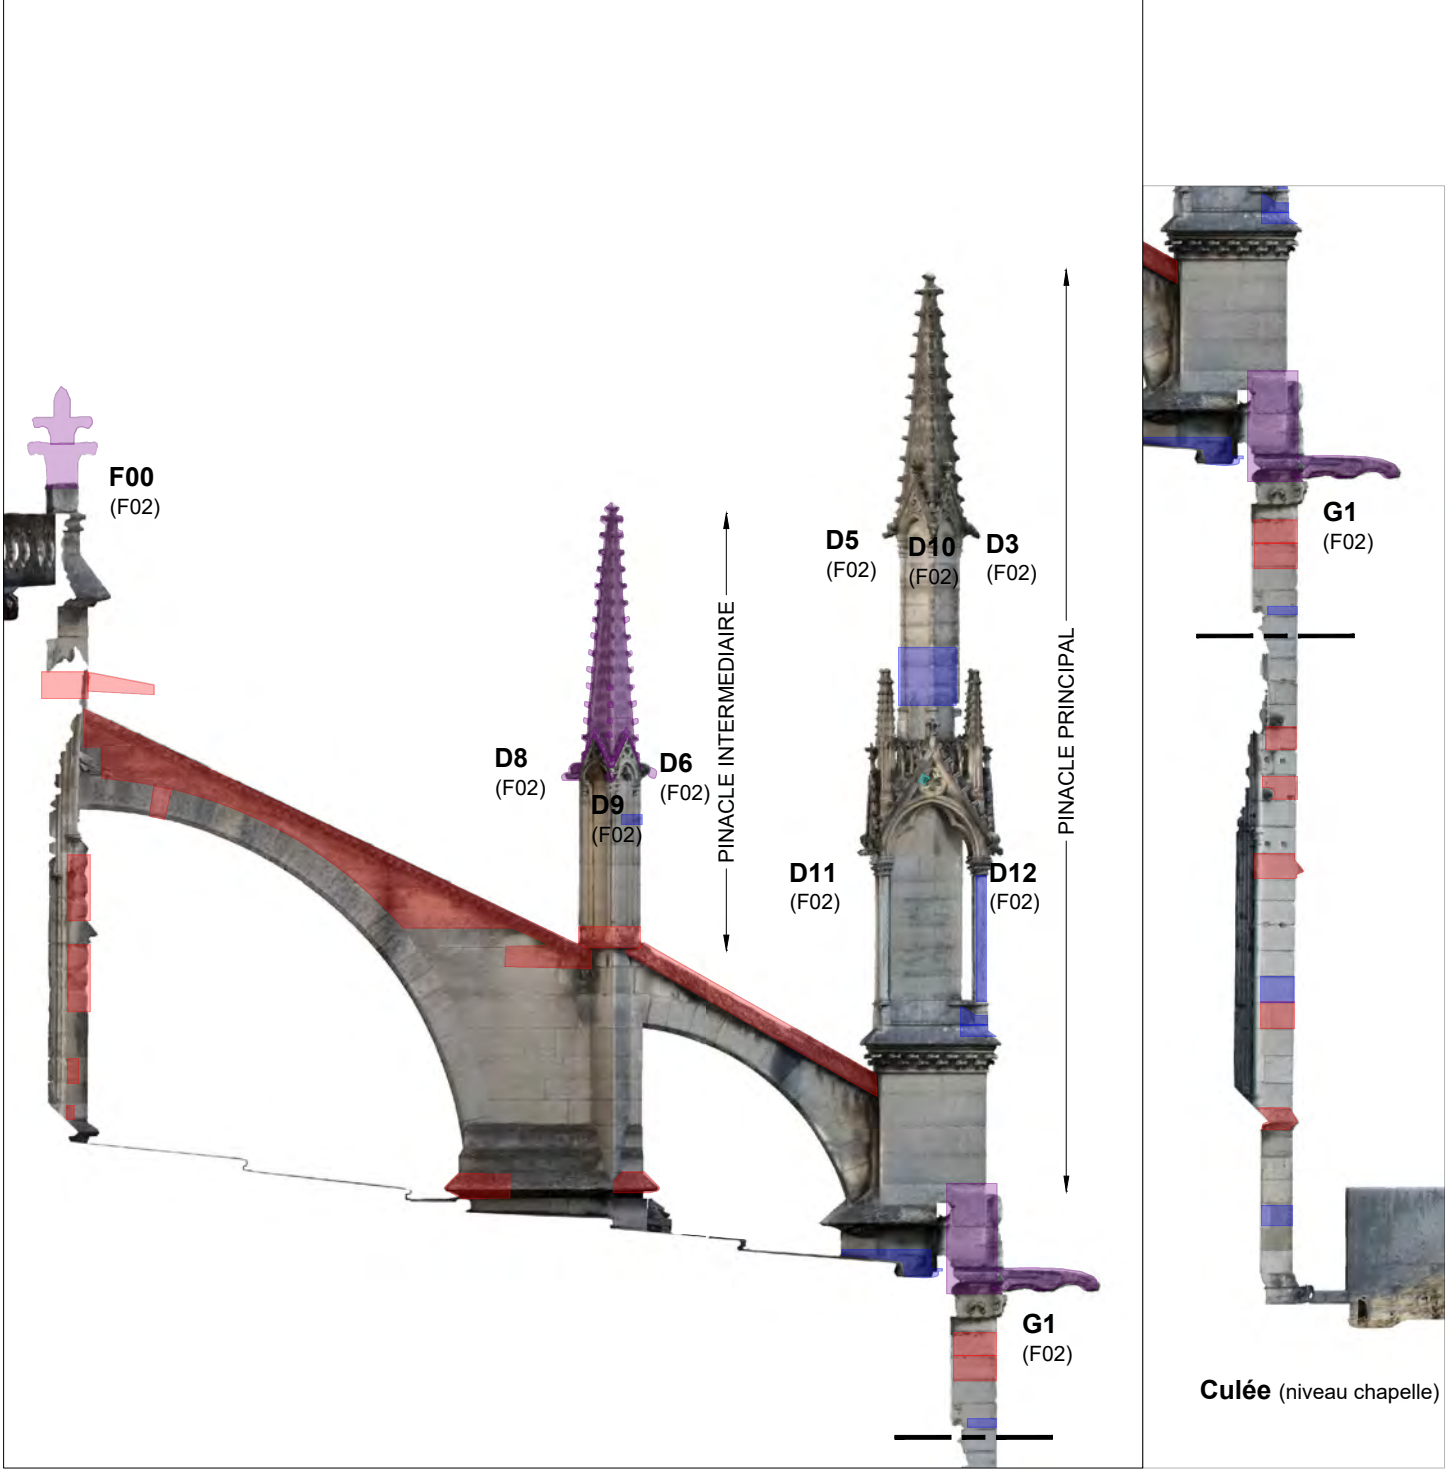 F00
(F02)
D5
(F02)
D10
(F02)
D3
(F02)
D8
(F02)
D6
(F02)
D9
(F02)
PINACLE INTERMEDIAIRE
PINACLE PRINCIPAL
D11
(F02)
D12
(F02)
G1
(F02)
G1
(F02)
Culée (niveau chapelle)